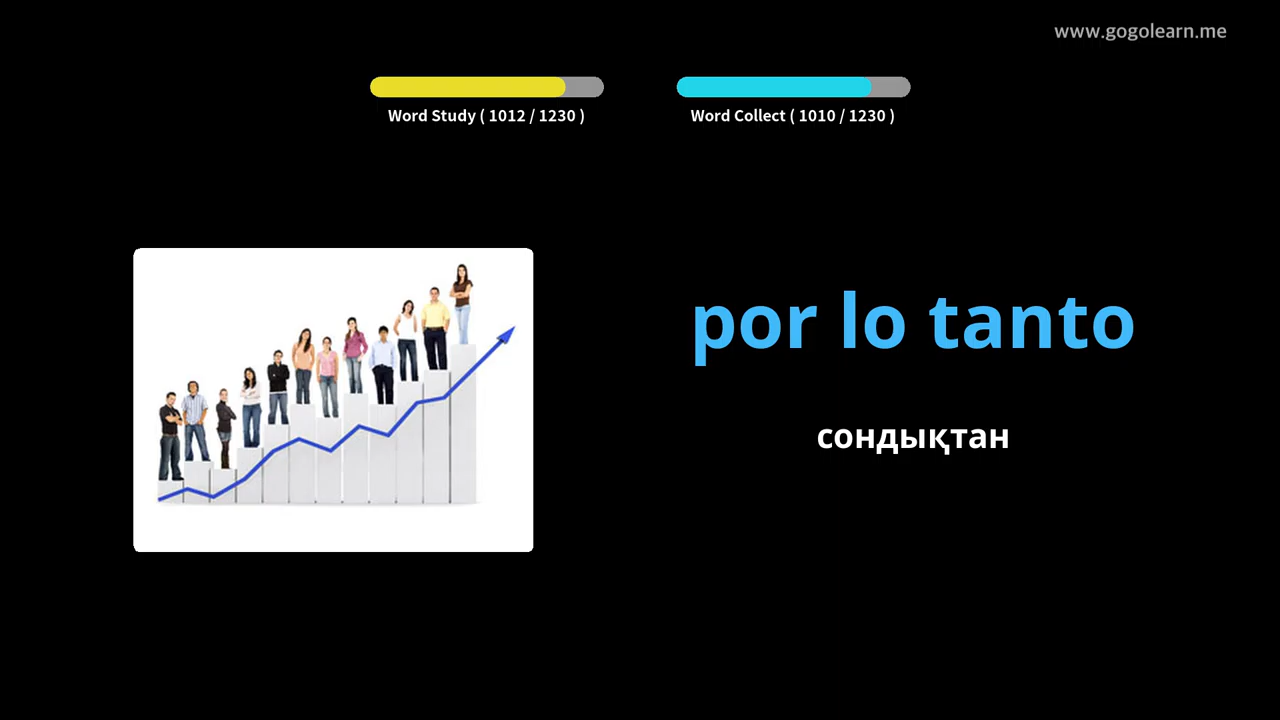 www.gogolearn.me
Word Study ( 1012 / 1230 )
Word Collect ( 1010 / 1230 )
por lo tanto
сондықтан